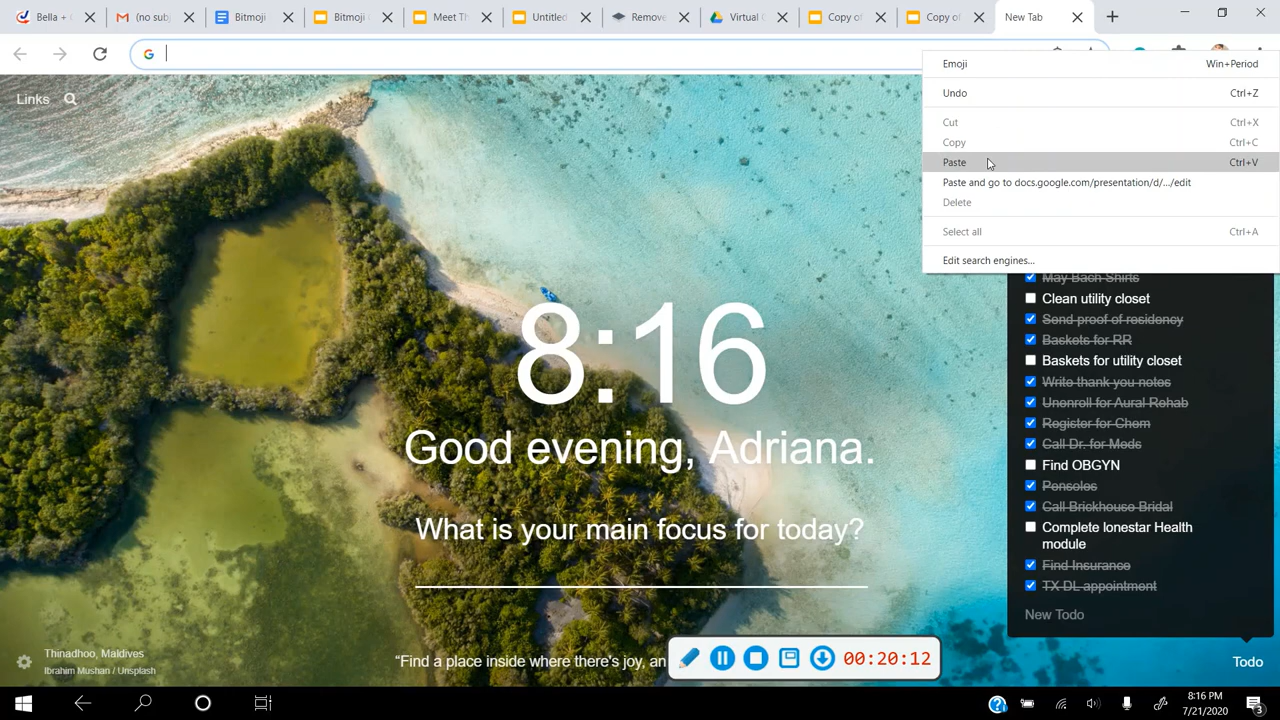 Bella +
(no subj
Bitmoji
Bitmoji
Meet Th
Untitled
Remove
Virtual C
Copy of
Copy of
New Tab
Links
Emoji Win+Period
Undo Ctrl+Z
Cut Ctrl+X
Copy Ctrl+C
Paste Ctrl+V
Paste and go to docs.google.com/presentation/d/.../edit
Delete
Select all Ctrl+A
Edit search engines...
May Bach Shirts
Clean utility closet
Send proof of residency
Baskets for RR
Baskets for utility closet
Write thank you notes
Unenroll for Aural Rehab
Register for Chem
Call Dr. for Meds
Find OBGYN
Pensoles
Call Brickhouse Bridal
Complete lonestar Health
module
Find Insurance
TX DL appointment
New Todo
8:16
Good evening, Adriana.
What is your main focus for today?
Thinadhoo, Maldives
Ibrahim Mushan / Unsplash
“Find a place inside where there's joy, an
00:20:12
Todo
8:16 PM
7/21/2020
3